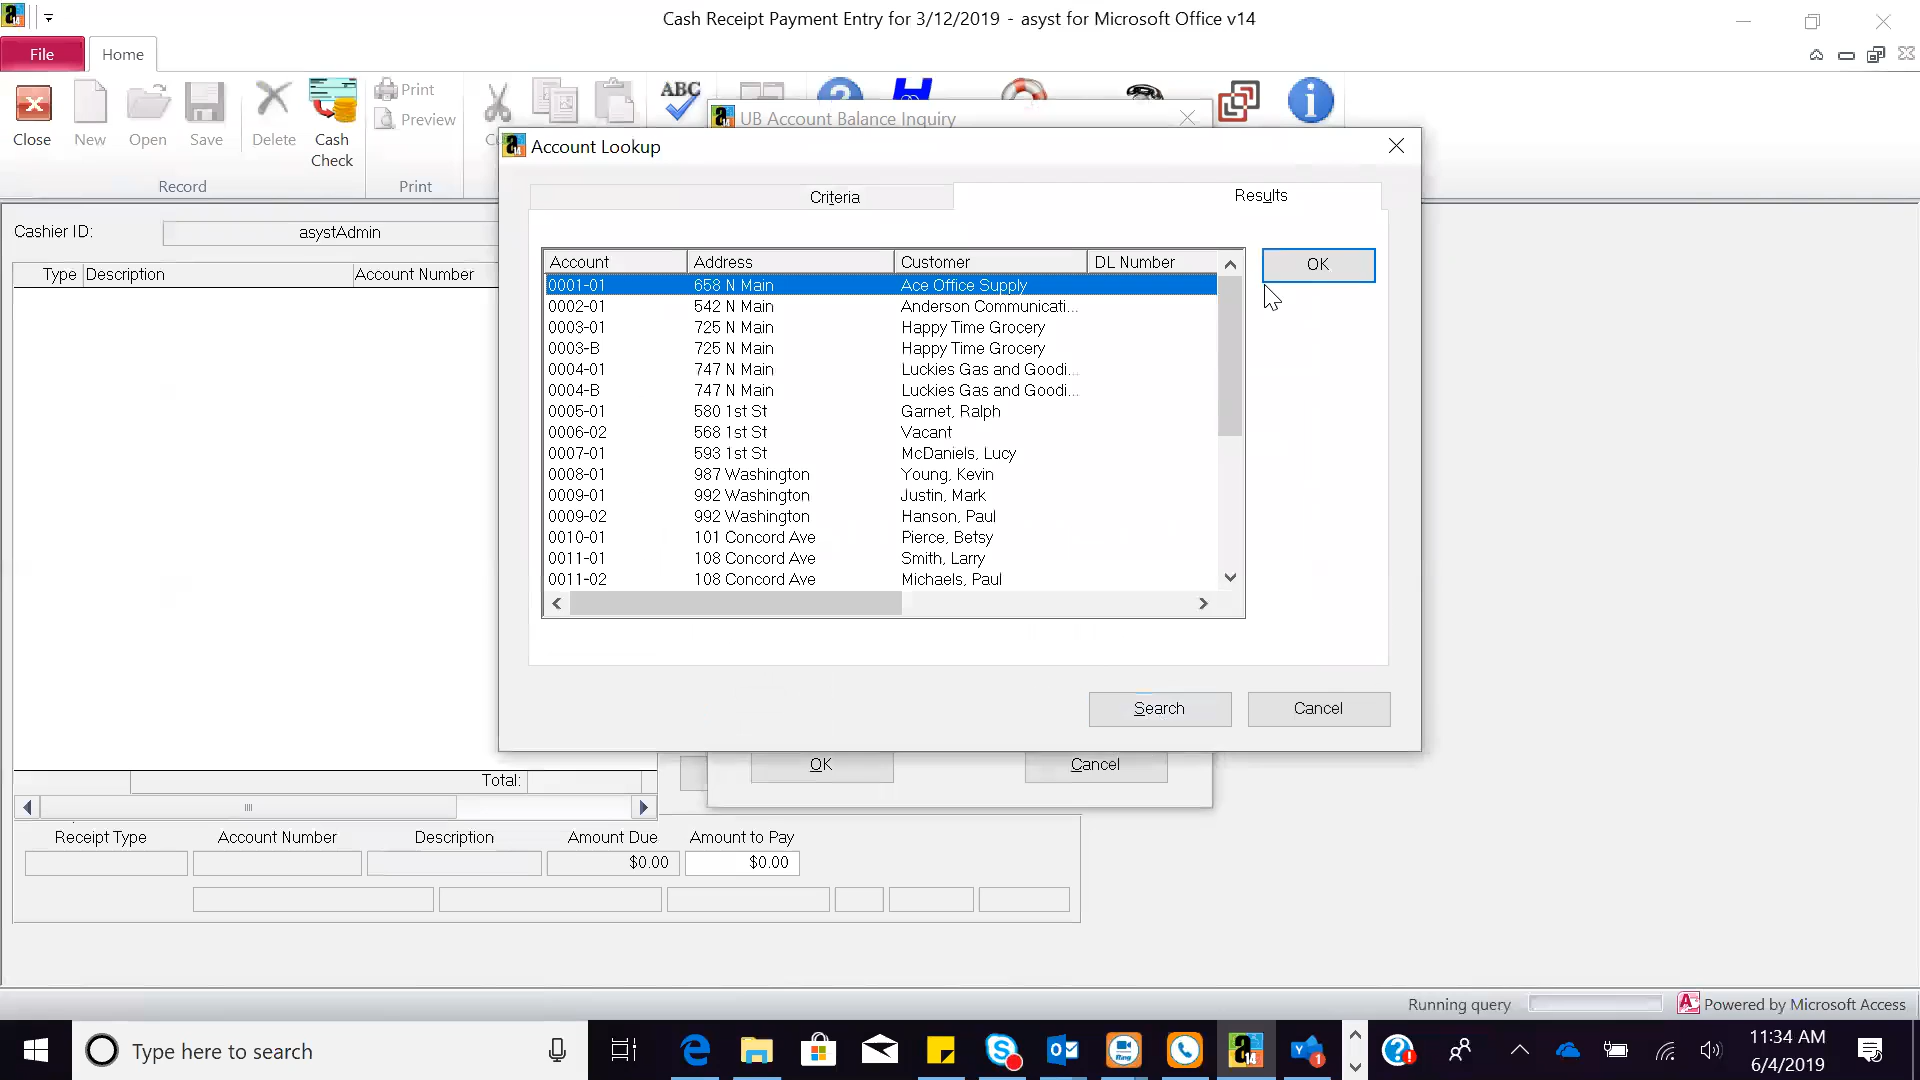 Cash Receipt Payment Entry for 3/12/2019 - asyst for Microsoft Office v14
File Home
Close New Open Save Delete Cash Check
Print
Preview
ABC
Record Print
UB Account Balance Inquiry
Account Lookup
Criteria Results
Cashier ID: asystAdmin
Type Description Account Number
Account Address Customer DL Number
OK
0001-01 658 N Main Ace Office Supply
0002-01 542 N Main Anderson Communicati...
0003-01 725 N Main Happy Time Grocery
0003-B 725 N Main Happy Time Grocery
0004-01 747 N Main Luckies Gas and Goodi...
0004-B 747 N Main Luckies Gas and Goodi...
0005-01 580 1st St Garnet, Ralph
0006-02 568 1st St Vacant
0007-01 593 1st St McDaniels, Lucy
0008-01 987 Washington Young, Kevin
0009-01 992 Washington Justin, Mark
0009-02 992 Washington Hanson, Paul
0010-01 101 Concord Ave Pierce, Betsy
0011-01 108 Concord Ave Smith, Larry
0011-02 108 Concord Ave Michaels, Paul
Search Cancel
OK Cancel
Total:
Receipt Type Account Number Description Amount Due Amount to Pay
$0.00 $0.00
Running query Powered by Microsoft Access
Type here to search
11:34 AM
6/4/2019